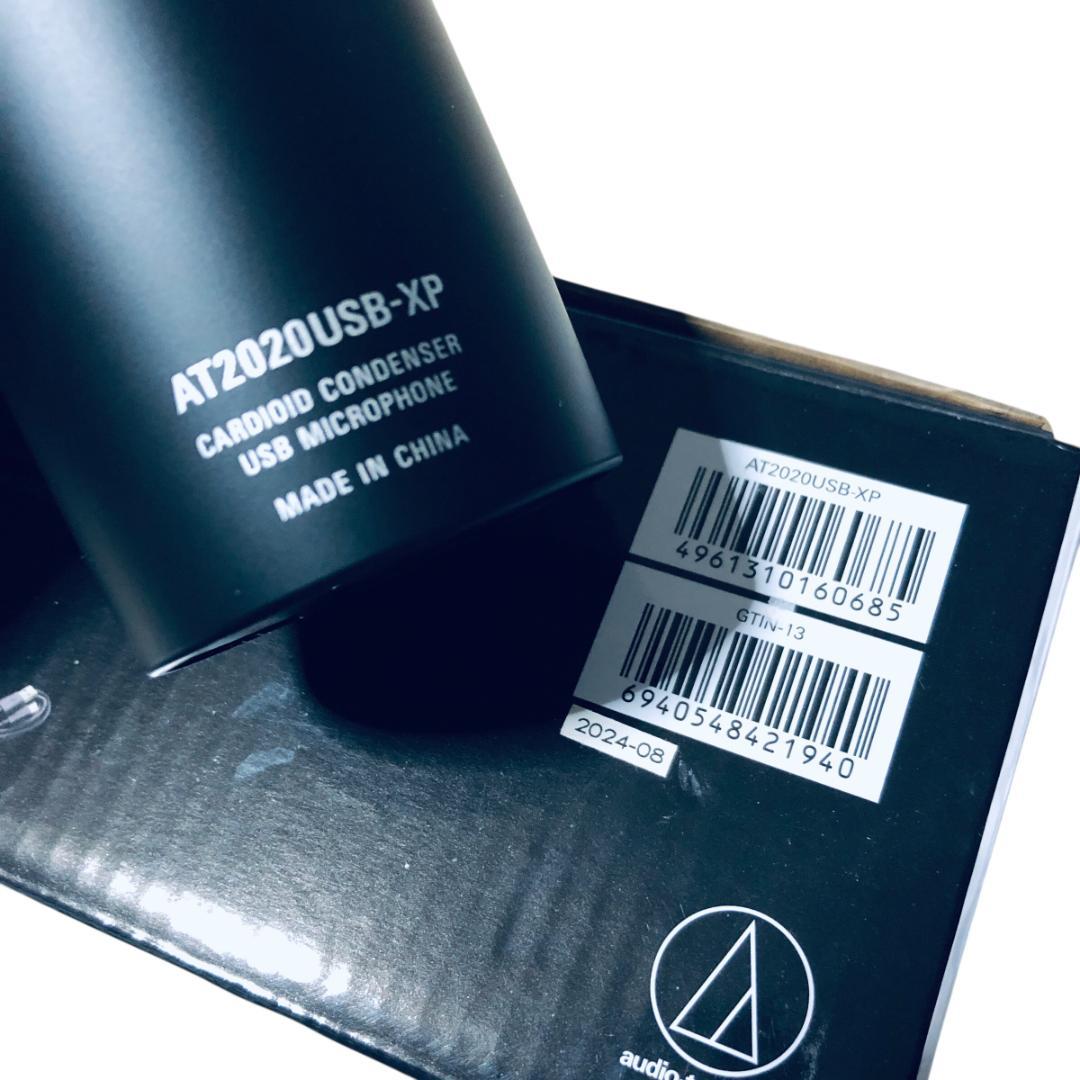 AT2020USB-XP
CARDIOID CONDENSER
USB MICROPHONE
MADE IN CHINA
AT2020USB-XP
4961310160685
GTIN-13
6940548421940
2024-08